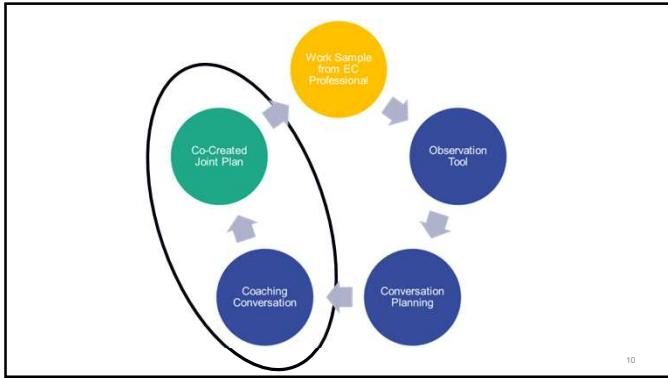 Work Sample
from EC
Professional
Observation
Tool
Conversation
Planning
Coaching
Conversation
Co-Created
Joint Plan
10